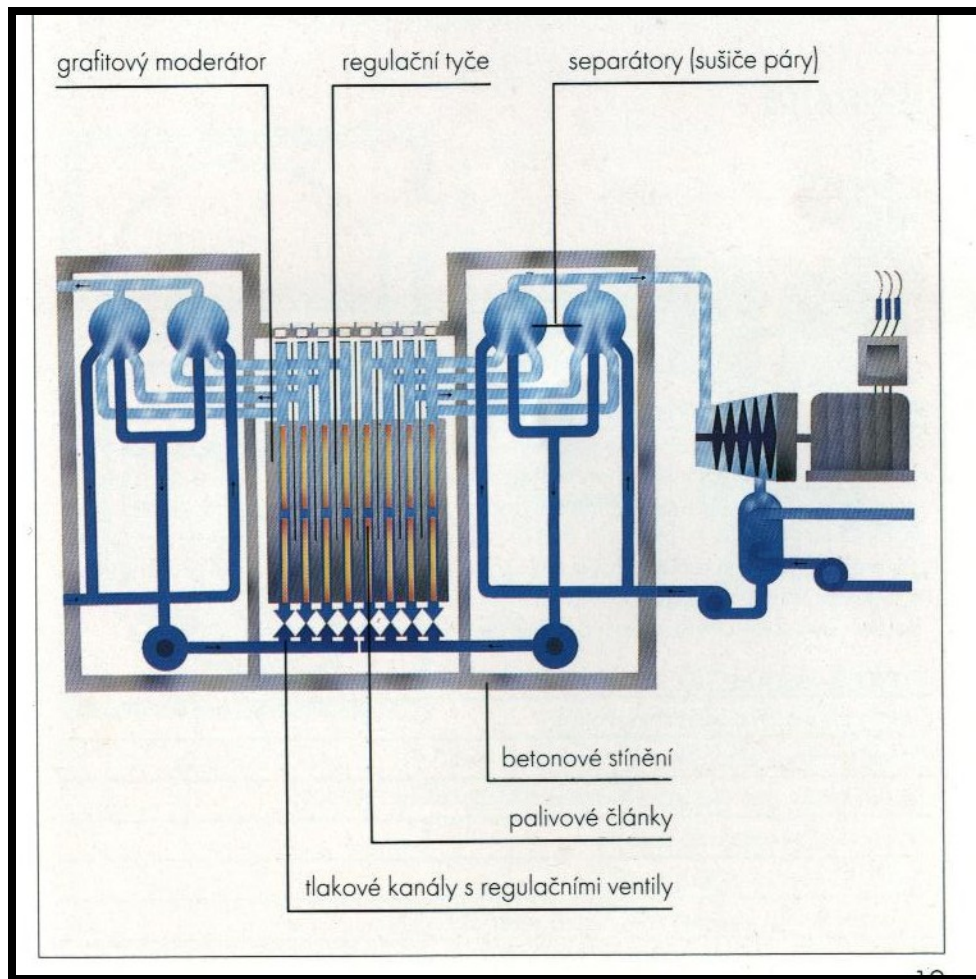 grafitový moderátor
regulační tyče
separátory (sušiče páry)
betonové stínění
palivové články
tlakové kanály s regulačními ventily